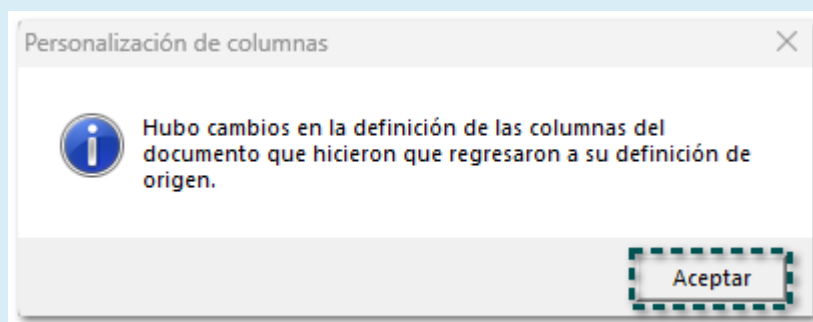 Personalización de columnas
Hubo cambios en la definición de las columnas del
documento que hicieron que regresaron a su definición de
origen.
Aceptar